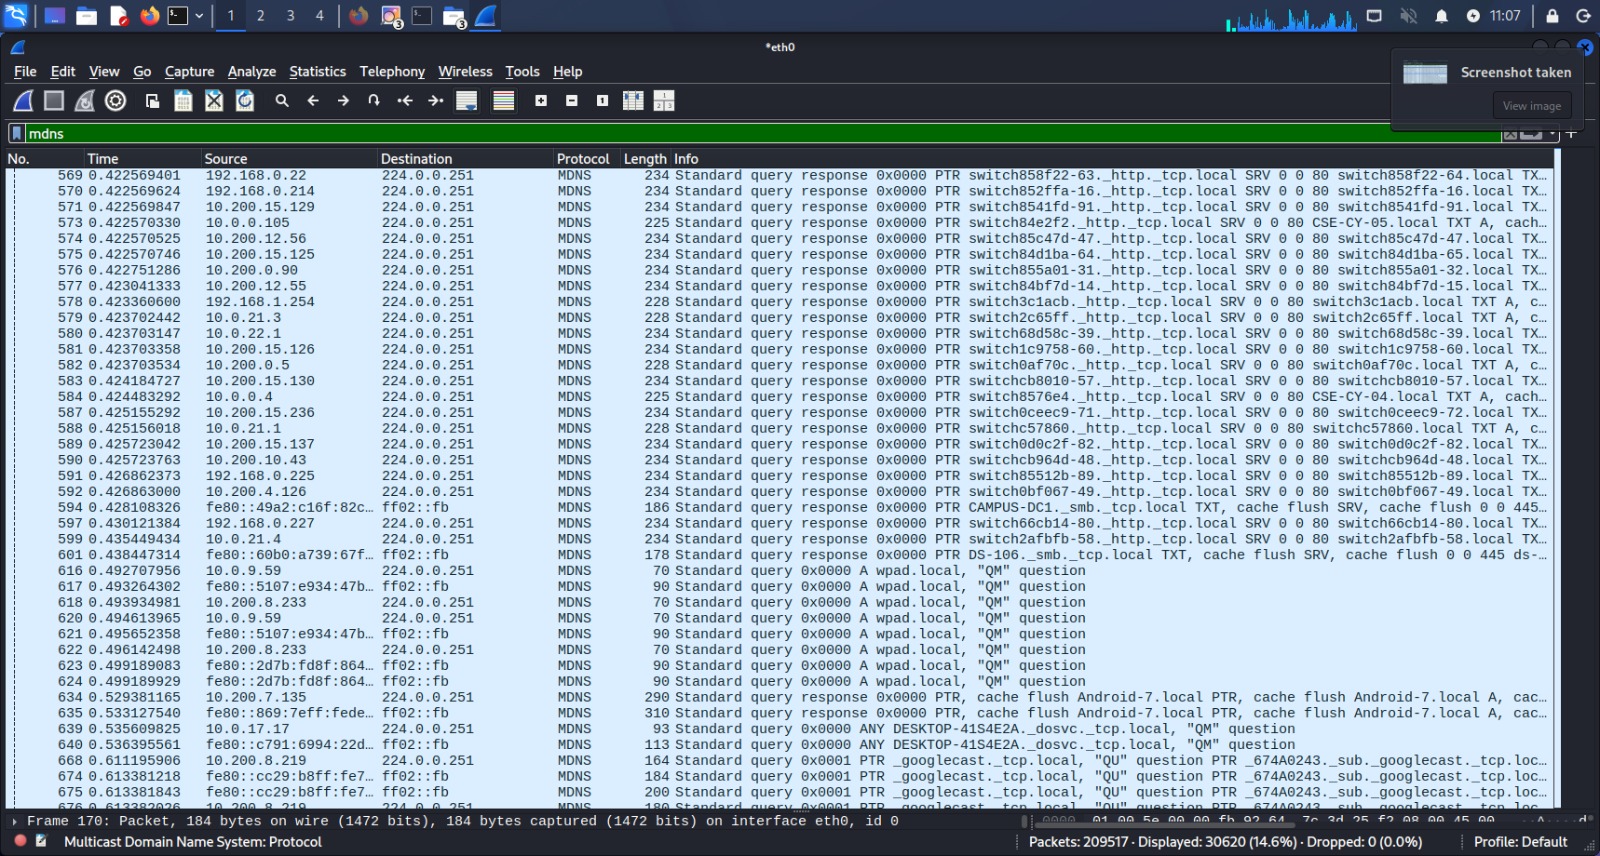 1 2 3 4 3 3 11:07
*eth0
File Edit View Go Capture Analyze Statistics Telephony Wireless Tools Help
Screenshot taken
View image
mdns
No. Time Source Destination Protocol Length Info
569 0.422569401 192.168.0.22 224.0.0.251 MDNS 234 Standard query response 0x0000 PTR switch858f22-63._http._tcp.local SRV 0 0 80 switch858f22-64.local TX…
570 0.422569624 192.168.0.214 224.0.0.251 MDNS 234 Standard query response 0x0000 PTR switch852ffa-16._http._tcp.local SRV 0 0 80 switch852ffa-16.local TX…
571 0.422569847 10.200.15.129 224.0.0.251 MDNS 234 Standard query response 0x0000 PTR switch8541fd-91._http._tcp.local SRV 0 0 80 switch8541fd-91.local TX…
573 0.422570330 10.0.0.105 224.0.0.251 MDNS 225 Standard query response 0x0000 PTR switch84e2f2._http._tcp.local SRV 0 0 80 CSE-CY-05.local TXT A, cach…
574 0.422570525 10.200.12.56 224.0.0.251 MDNS 234 Standard query response 0x0000 PTR switch85c47d-47._http._tcp.local SRV 0 0 80 switch85c47d-47.local TX…
575 0.422570746 10.200.15.125 224.0.0.251 MDNS 234 Standard query response 0x0000 PTR switch84d1ba-64._http._tcp.local SRV 0 0 80 switch84d1ba-65.local TX…
576 0.422751286 10.200.0.90 224.0.0.251 MDNS 234 Standard query response 0x0000 PTR switch855a01-31._http._tcp.local SRV 0 0 80 switch855a01-32.local TX…
577 0.423041333 10.200.12.55 224.0.0.251 MDNS 234 Standard query response 0x0000 PTR switch84bf7d-14._http._tcp.local SRV 0 0 80 switch84bf7d-15.local TX…
578 0.423360600 192.168.1.254 224.0.0.251 MDNS 228 Standard query response 0x0000 PTR switch3c1acb._http._tcp.local SRV 0 0 80 switch3c1acb.local TXT A, c…
579 0.423702442 10.0.21.3 224.0.0.251 MDNS 228 Standard query response 0x0000 PTR switch2c65ff._http._tcp.local SRV 0 0 80 switch2c65ff.local TXT A, c…
580 0.423703147 10.0.22.1 224.0.0.251 MDNS 234 Standard query response 0x0000 PTR switch68d58c-39._http._tcp.local SRV 0 0 80 switch68d58c-39.local TX…
581 0.423703358 10.200.15.126 224.0.0.251 MDNS 234 Standard query response 0x0000 PTR switch1c9758-60._http._tcp.local SRV 0 0 80 switch1c9758-60.local TX…
582 0.423703534 10.200.0.5 224.0.0.251 MDNS 228 Standard query response 0x0000 PTR switch0af70c._http._tcp.local SRV 0 0 80 switch0af70c.local TXT A, c…
583 0.424184727 10.200.15.130 224.0.0.251 MDNS 234 Standard query response 0x0000 PTR switchcb8010-57._http._tcp.local SRV 0 0 80 switchcb8010-57.local TX…
584 0.424483292 10.0.0.4 224.0.0.251 MDNS 225 Standard query response 0x0000 PTR switch8576e4._http._tcp.local SRV 0 0 80 CSE-CY-04.local TXT A, cach…
587 0.425155292 10.200.15.236 224.0.0.251 MDNS 234 Standard query response 0x0000 PTR switch0ceec9-71._http._tcp.local SRV 0 0 80 switch0ceec9-72.local TX…
588 0.425156018 10.0.21.1 224.0.0.251 MDNS 228 Standard query response 0x0000 PTR switchc57860._http._tcp.local SRV 0 0 80 switchc57860.local TXT A, c…
589 0.425723042 10.200.15.137 224.0.0.251 MDNS 234 Standard query response 0x0000 PTR switch0d0c2f-82._http._tcp.local SRV 0 0 80 switch0d0c2f-82.local TX…
590 0.425723763 10.200.10.43 224.0.0.251 MDNS 234 Standard query response 0x0000 PTR switchcb964d-48._http._tcp.local SRV 0 0 80 switchcb964d-48.local TX…
591 0.426862373 192.168.0.225 224.0.0.251 MDNS 234 Standard query response 0x0000 PTR switch85512b-89._http._tcp.local SRV 0 0 80 switch85512b-89.local TX…
592 0.426863000 10.200.4.126 224.0.0.251 MDNS 234 Standard query response 0x0000 PTR switch0bf067-49._http._tcp.local SRV 0 0 80 switch0bf067-49.local TX…
594 0.428108326 fe80::49a2:c16f:82c… ff02::fb MDNS 186 Standard query response 0x0000 PTR CAMPUS-DC1._smb._tcp.local TXT, cache flush SRV, cache flush 0 0 445…
597 0.430121384 192.168.0.227 224.0.0.251 MDNS 234 Standard query response 0x0000 PTR switch66cb14-80._http._tcp.local SRV 0 0 80 switch66cb14-80.local TX…
599 0.435449434 10.0.21.4 224.0.0.251 MDNS 234 Standard query response 0x0000 PTR switch2afbfb-58._http._tcp.local SRV 0 0 80 switch2afbfb-58.local TX…
601 0.438447314 fe80::60b0:a739:67f… ff02::fb MDNS 178 Standard query response 0x0000 PTR DS-106._smb._tcp.local TXT, cache flush SRV, cache flush 0 0 445 ds-…
616 0.492707956 10.0.9.59 224.0.0.251 MDNS 70 Standard query 0x0000 A wpad.local, "QM" question
617 0.493264302 fe80::5107:e934:47b… ff02::fb MDNS 90 Standard query 0x0000 A wpad.local, "QM" question
618 0.493934981 10.200.8.233 224.0.0.251 MDNS 70 Standard query 0x0000 A wpad.local, "QM" question
620 0.494613965 10.0.9.59 224.0.0.251 MDNS 70 Standard query 0x0000 A wpad.local, "QM" question
621 0.495652358 fe80::5107:e934:47b… ff02::fb MDNS 90 Standard query 0x0000 A wpad.local, "QM" question
622 0.496142498 10.200.8.233 224.0.0.251 MDNS 70 Standard query 0x0000 A wpad.local, "QM" question
623 0.499189083 fe80::2d7b:fd8f:864… ff02::fb MDNS 90 Standard query 0x0000 A wpad.local, "QM" question
624 0.499189929 fe80::2d7b:fd8f:864… ff02::fb MDNS 90 Standard query 0x0000 A wpad.local, "QM" question
634 0.529381165 10.200.7.135 224.0.0.251 MDNS 290 Standard query response 0x0000 PTR, cache flush Android-7.local PTR, cache flush Android-7.local A, cac…
635 0.533127540 fe80::869:7eff:fede… ff02::fb MDNS 310 Standard query response 0x0000 PTR, cache flush Android-7.local PTR, cache flush Android-7.local A, cac…
639 0.535609825 10.0.17.17 224.0.0.251 MDNS 93 Standard query 0x0000 ANY DESKTOP-41S4E2A._dosvc._tcp.local, "QM" question
640 0.536395561 fe80::c791:6994:22d… ff02::fb MDNS 113 Standard query 0x0000 ANY DESKTOP-41S4E2A._dosvc._tcp.local, "QM" question
668 0.611195906 10.200.8.219 224.0.0.251 MDNS 164 Standard query 0x0001 PTR _googlecast._tcp.local, "QU" question PTR _674A0243._sub._googlecast._tcp.loc…
674 0.613381218 fe80::cc29:b8ff:fe7… ff02::fb MDNS 184 Standard query 0x0001 PTR _googlecast._tcp.local, "QU" question PTR _674A0243._sub._googlecast._tcp.loc…
675 0.613381843 fe80::cc29:b8ff:fe7… ff02::fb MDNS 200 Standard query 0x0001 PTR _googlecast._tcp.local, "QU" question PTR _674A0243._sub._googlecast._tcp.loc…
676 0.613382026 10.200.8.219 224.0.0.251 MDNS 180 Standard query 0x0001 PTR _googlecast._tcp.local, "QU" question PTR _674A0243._sub._googlecast._tcp.loc…
Frame 170: Packet, 184 bytes on wire (1472 bits), 184 bytes captured (1472 bits) on interface eth0, id 0
0000 01 00 5e 00 00 fb 92 64 7c 3d 25 f2 08 00 45 00
Multicast Domain Name System: Protocol
Packets: 209517 · Displayed: 30620 (14.6%) · Dropped: 0 (0.0%)
Profile: Default